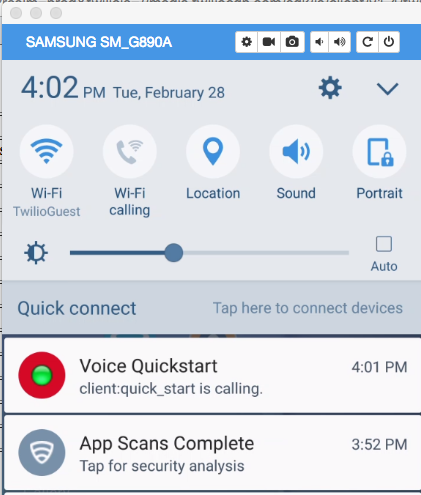 SAMSUNG SM_G890A
4:02 PM Tue, February 28
Wi-Fi Wi-Fi Location Sound Portrait
TwilioGuest calling
Auto
Quick connect Tap here to connect devices
Voice Quickstart 4:01 PM
client:quick_start is calling.
App Scans Complete 3:52 PM
Tap for security analysis